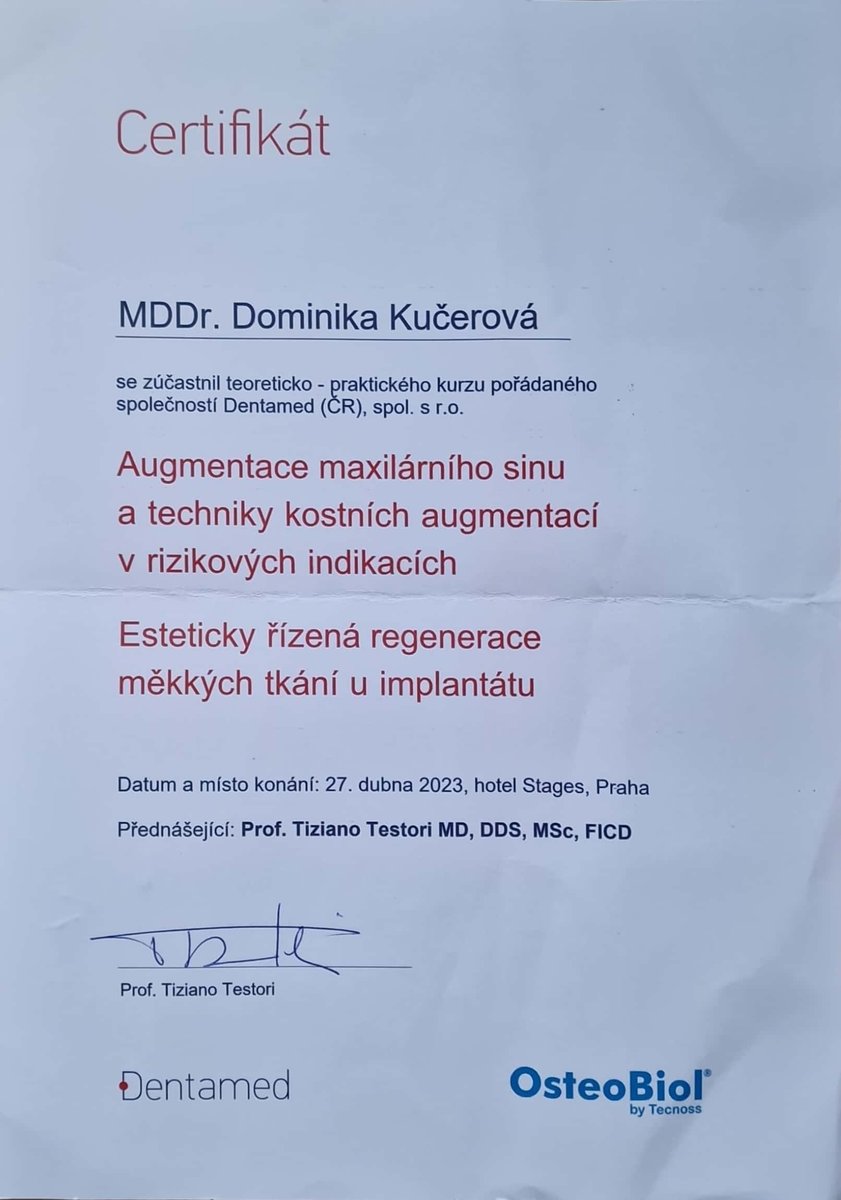 Certifikát
MDDr. Dominika Kučerová
se zúčastnil teoreticko - praktického kurzu pořádaného
společností Dentamed (ČR), spol. s r.o.
Augmentace maxilárního sinu
a techniky kostních augmentací
v rizikových indikacích
Esteticky řízená regenerace
měkkých tkání u implantátu
Datum a místo konání: 27. dubna 2023, hotel Stages, Praha
Přednášející: Prof. Tiziano Testori MD, DDS, MSc, FICD
Prof. Tiziano Testori
Dentamed
OsteoBiol®
by Tecnoss